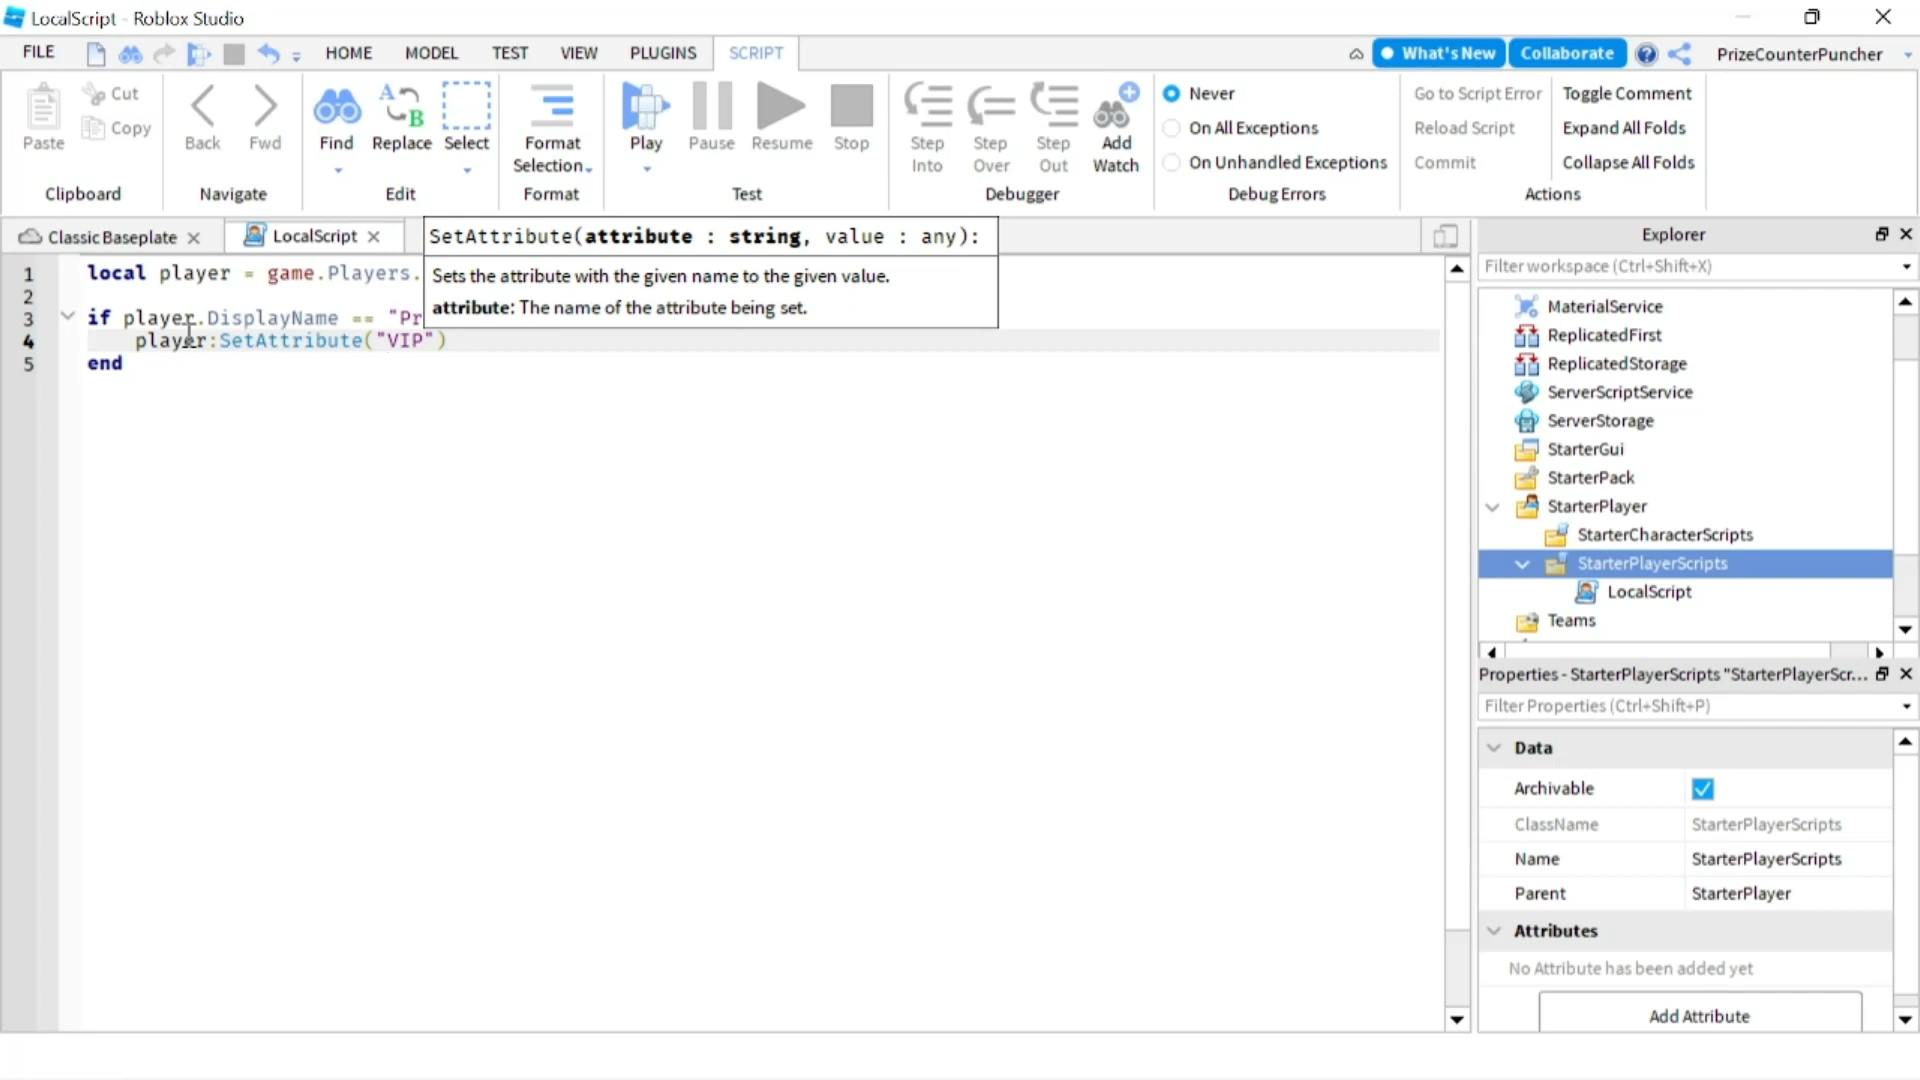 LocalScript - Roblox Studio
FILE HOME MODEL TEST VIEW PLUGINS SCRIPT What's New Collaborate ? PrizeCounterPuncher
Paste Cut Copy Back Fwd Find Replace Select Format Selection Play Pause Resume Stop Step Into Step Over Step Out Add Watch
Never
On All Exceptions
On Unhandled Exceptions
Go to Script Error
Reload Script
Commit
Toggle Comment
Expand All Folds
Collapse All Folds
Clipboard Navigate Edit Format Test Debugger Debug Errors Actions
Classic Baseplate LocalScript
SetAttribute(attribute : string, value : any):
Sets the attribute with the given name to the given value.
attribute: The name of the attribute being set.
1 local player = game.Players.
2
3 if player.DisplayName == "Pr
4 player:SetAttribute("VIP")
5 end
Explorer
Filter workspace (Ctrl+Shift+X)
MaterialService
ReplicatedFirst
ReplicatedStorage
ServerScriptService
ServerStorage
StarterGui
StarterPack
StarterPlayer
StarterCharacterScripts
StarterPlayerScripts
LocalScript
Teams
Properties - StarterPlayerScripts "StarterPlayerScr...
Filter Properties (Ctrl+Shift+P)
Data
Archivable
ClassName StarterPlayerScripts
Name StarterPlayerScripts
Parent StarterPlayer
Attributes
No Attribute has been added yet
Add Attribute